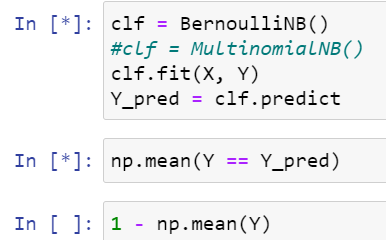 In [*]: clf = BernoulliNB()
#clf = MultinomialNB()
clf.fit(X, Y)
Y_pred = clf.predict
In [*]: np.mean(Y == Y_pred)
In [ ]: 1 - np.mean(Y)